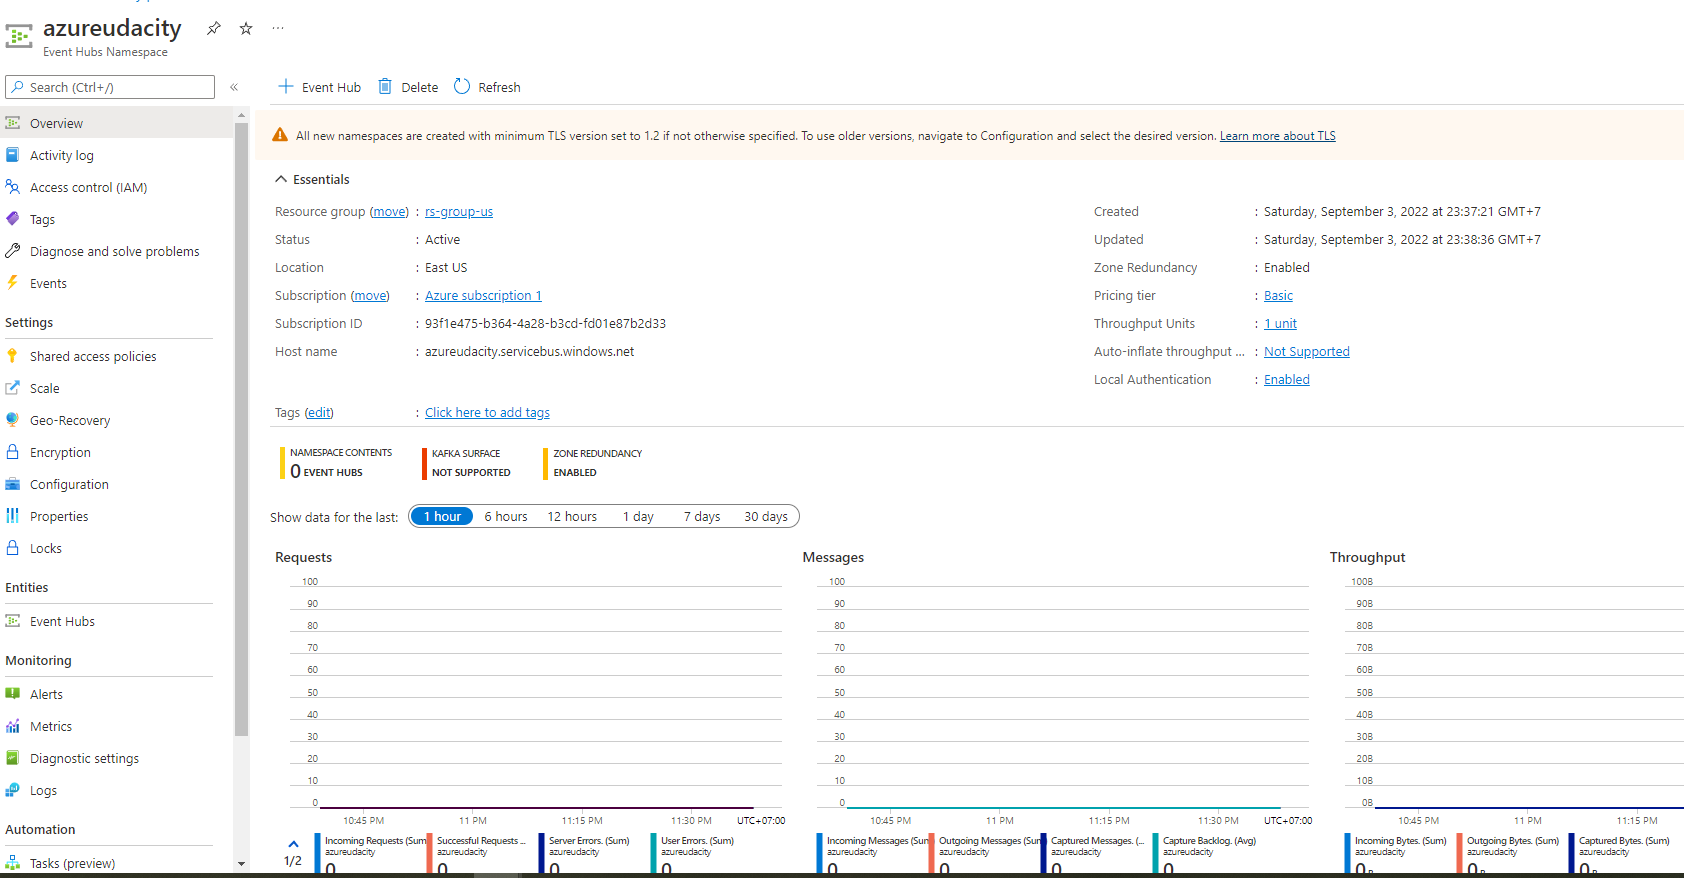 azureudacity
Event Hubs Namespace
Search (Ctrl+/)
«
Event Hub
Delete
Refresh
Overview
Activity log
Access control (IAM)
Tags
Diagnose and solve problems
Events
Settings
Shared access policies
Scale
Geo-Recovery
Encryption
Configuration
Properties
Locks
Entities
Event Hubs
Monitoring
Alerts
Metrics
Diagnostic settings
Logs
Automation
Tasks (preview)
All new namespaces are created with minimum TLS version set to 1.2 if not otherwise specified. To use older versions, navigate to Configuration and select the desired version. Learn more about TLS
Essentials
Resource group (move) : rs-group-us
Status : Active
Location : East US
Subscription (move) : Azure subscription 1
Subscription ID : 93f1e475-b364-4a28-b3cd-fd01e87b2d33
Host name : azureudacity.servicebus.windows.net
Created : Saturday, September 3, 2022 at 23:37:21 GMT+7
Updated : Saturday, September 3, 2022 at 23:38:36 GMT+7
Zone Redundancy : Enabled
Pricing tier : Basic
Throughput Units : 1 unit
Auto-inflate throughput ... : Not Supported
Local Authentication : Enabled
Tags (edit) : Click here to add tags
NAMESPACE CONTENTS
0 EVENT HUBS
KAFKA SURFACE
NOT SUPPORTED
ZONE REDUNDANCY
ENABLED
Show data for the last: 1 hour 6 hours 12 hours 1 day 7 days 30 days
Requests
100
90
80
70
60
50
40
30
20
10
0
10:45 PM 11 PM 11:15 PM 11:30 PM UTC+07:00
1/2
Incoming Requests (Sum)
azureudacity
0
Successful Requests ...
azureudacity
0
Server Errors. (Sum)
azureudacity
0
User Errors. (Sum)
azureudacity
0
Messages
100
90
80
70
60
50
40
30
20
10
0
10:45 PM 11 PM 11:15 PM 11:30 PM UTC+07:00
Incoming Messages (Sum
azureudacity
0
Outgoing Messages (Sum
azureudacity
0
Captured Messages. (...
azureudacity
0
Capture Backlog. (Avg)
azureudacity
0
Throughput
100B
90B
80B
70B
60B
50B
40B
30B
20B
10B
0B
10:45 PM 11 PM 11:15 PM
Incoming Bytes. (Sum)
azureudacity
0 B
Outgoing Bytes. (Sum)
azureudacity
0 B
Captured Bytes. (Sum)
azureudacity
0 B